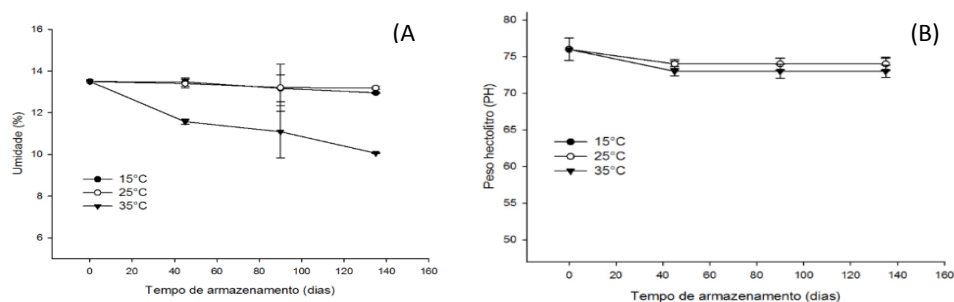 (A
16
14
12
10
8
6
Umidade (%)
15°C
25°C
35°C
0 20 40 60 80 100 120 140 160
Tempo de armazenamento (dias)
(B)
75
70
65
60
55
50
Peso hectolitro (PH)
15°C
25°C
35°C
0 20 40 60 80 100 120 140 160
Tempo de armazenamento (dias)